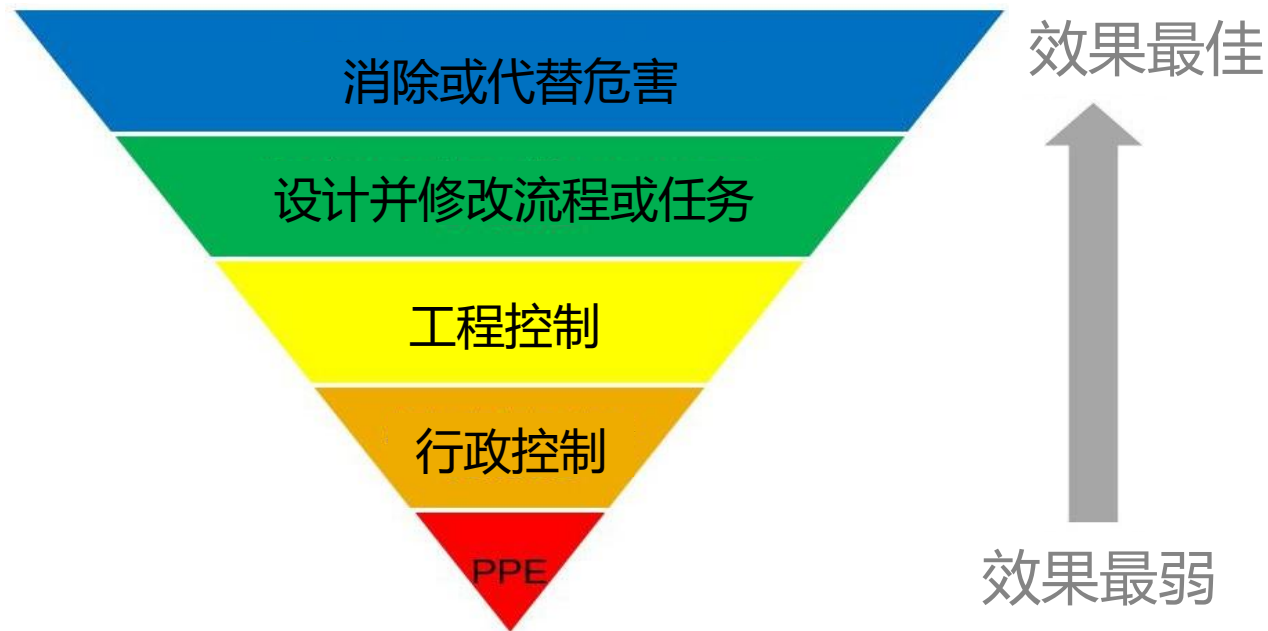 消除或代替危害
效果最佳
设计并修改流程或任务
工程控制
行政控制
PPE
效果最弱